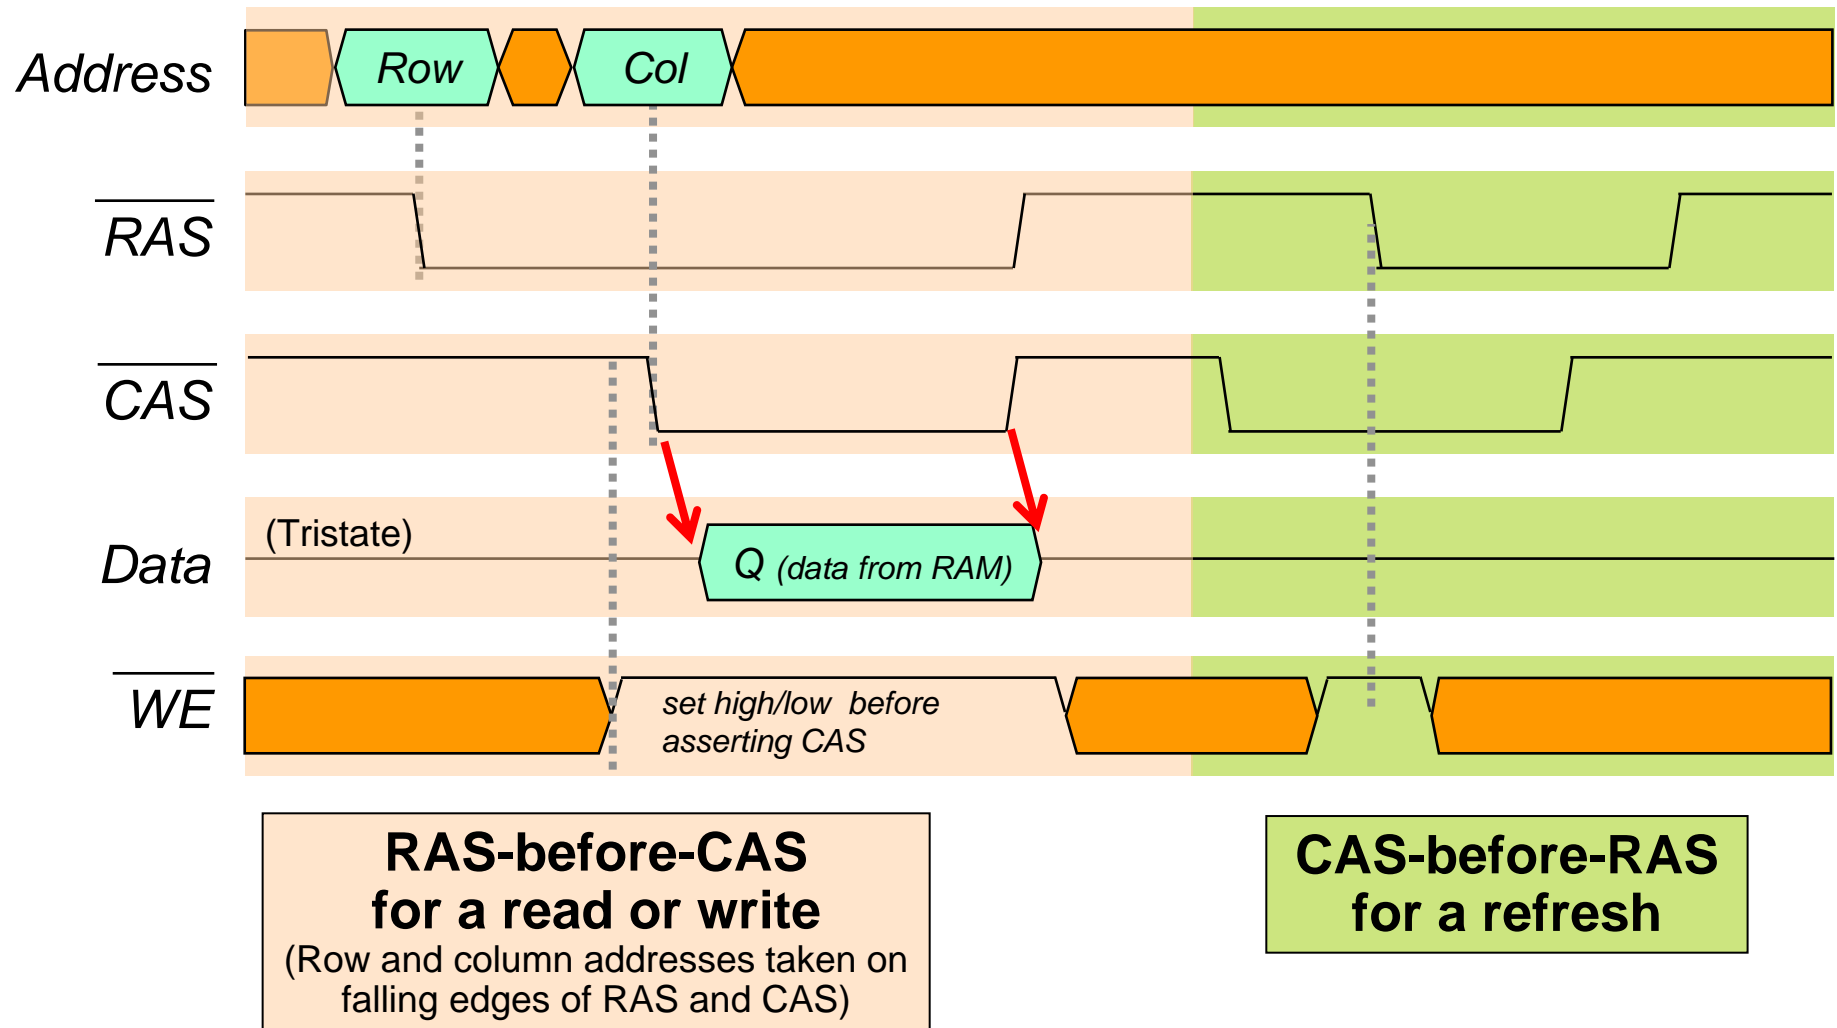 Address
Row
Col
RAS
CAS
Data
(Tristate)
Q (data from RAM)
WE
set high/low before
asserting CAS
RAS-before-CAS
for a read or write
(Row and column addresses taken on
falling edges of RAS and CAS)
CAS-before-RAS
for a refresh